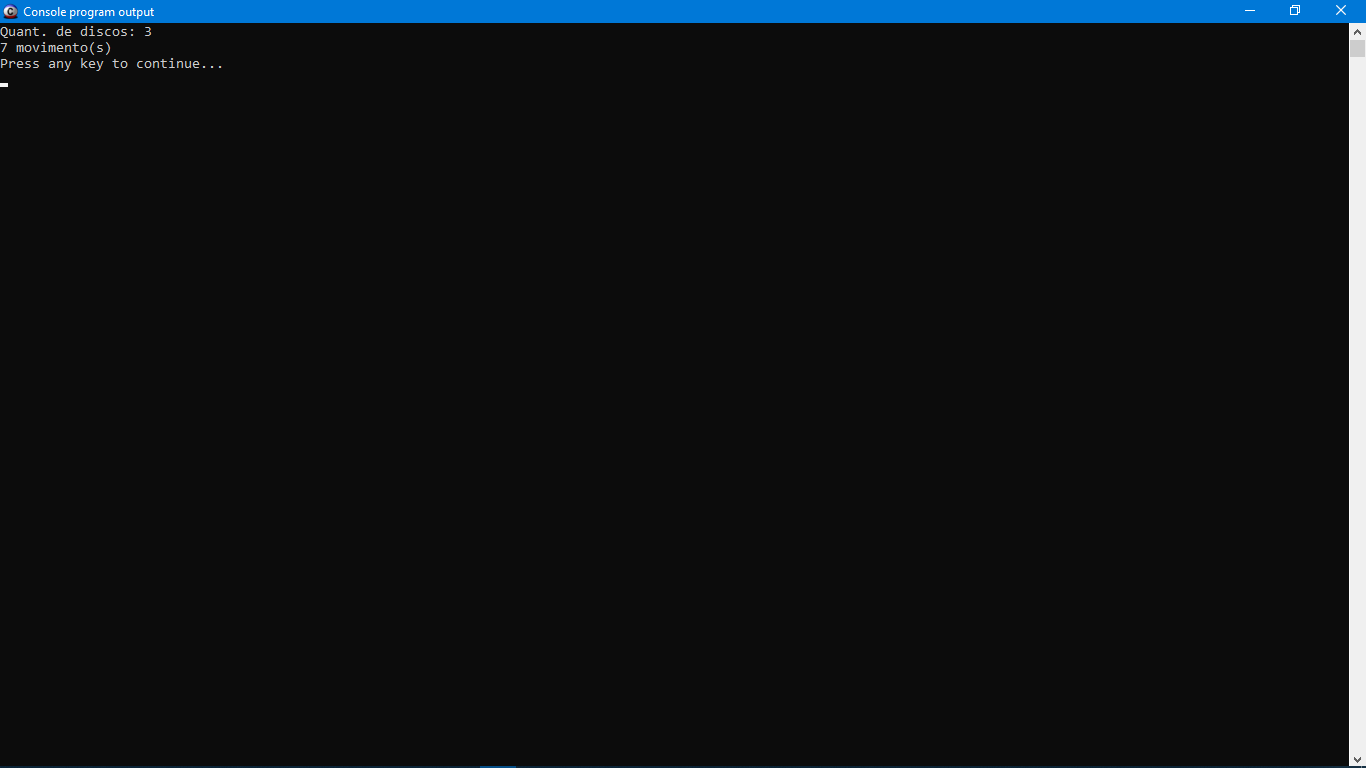 Console program output
Quant. de discos: 3
7 movimento(s)
Press any key to continue...